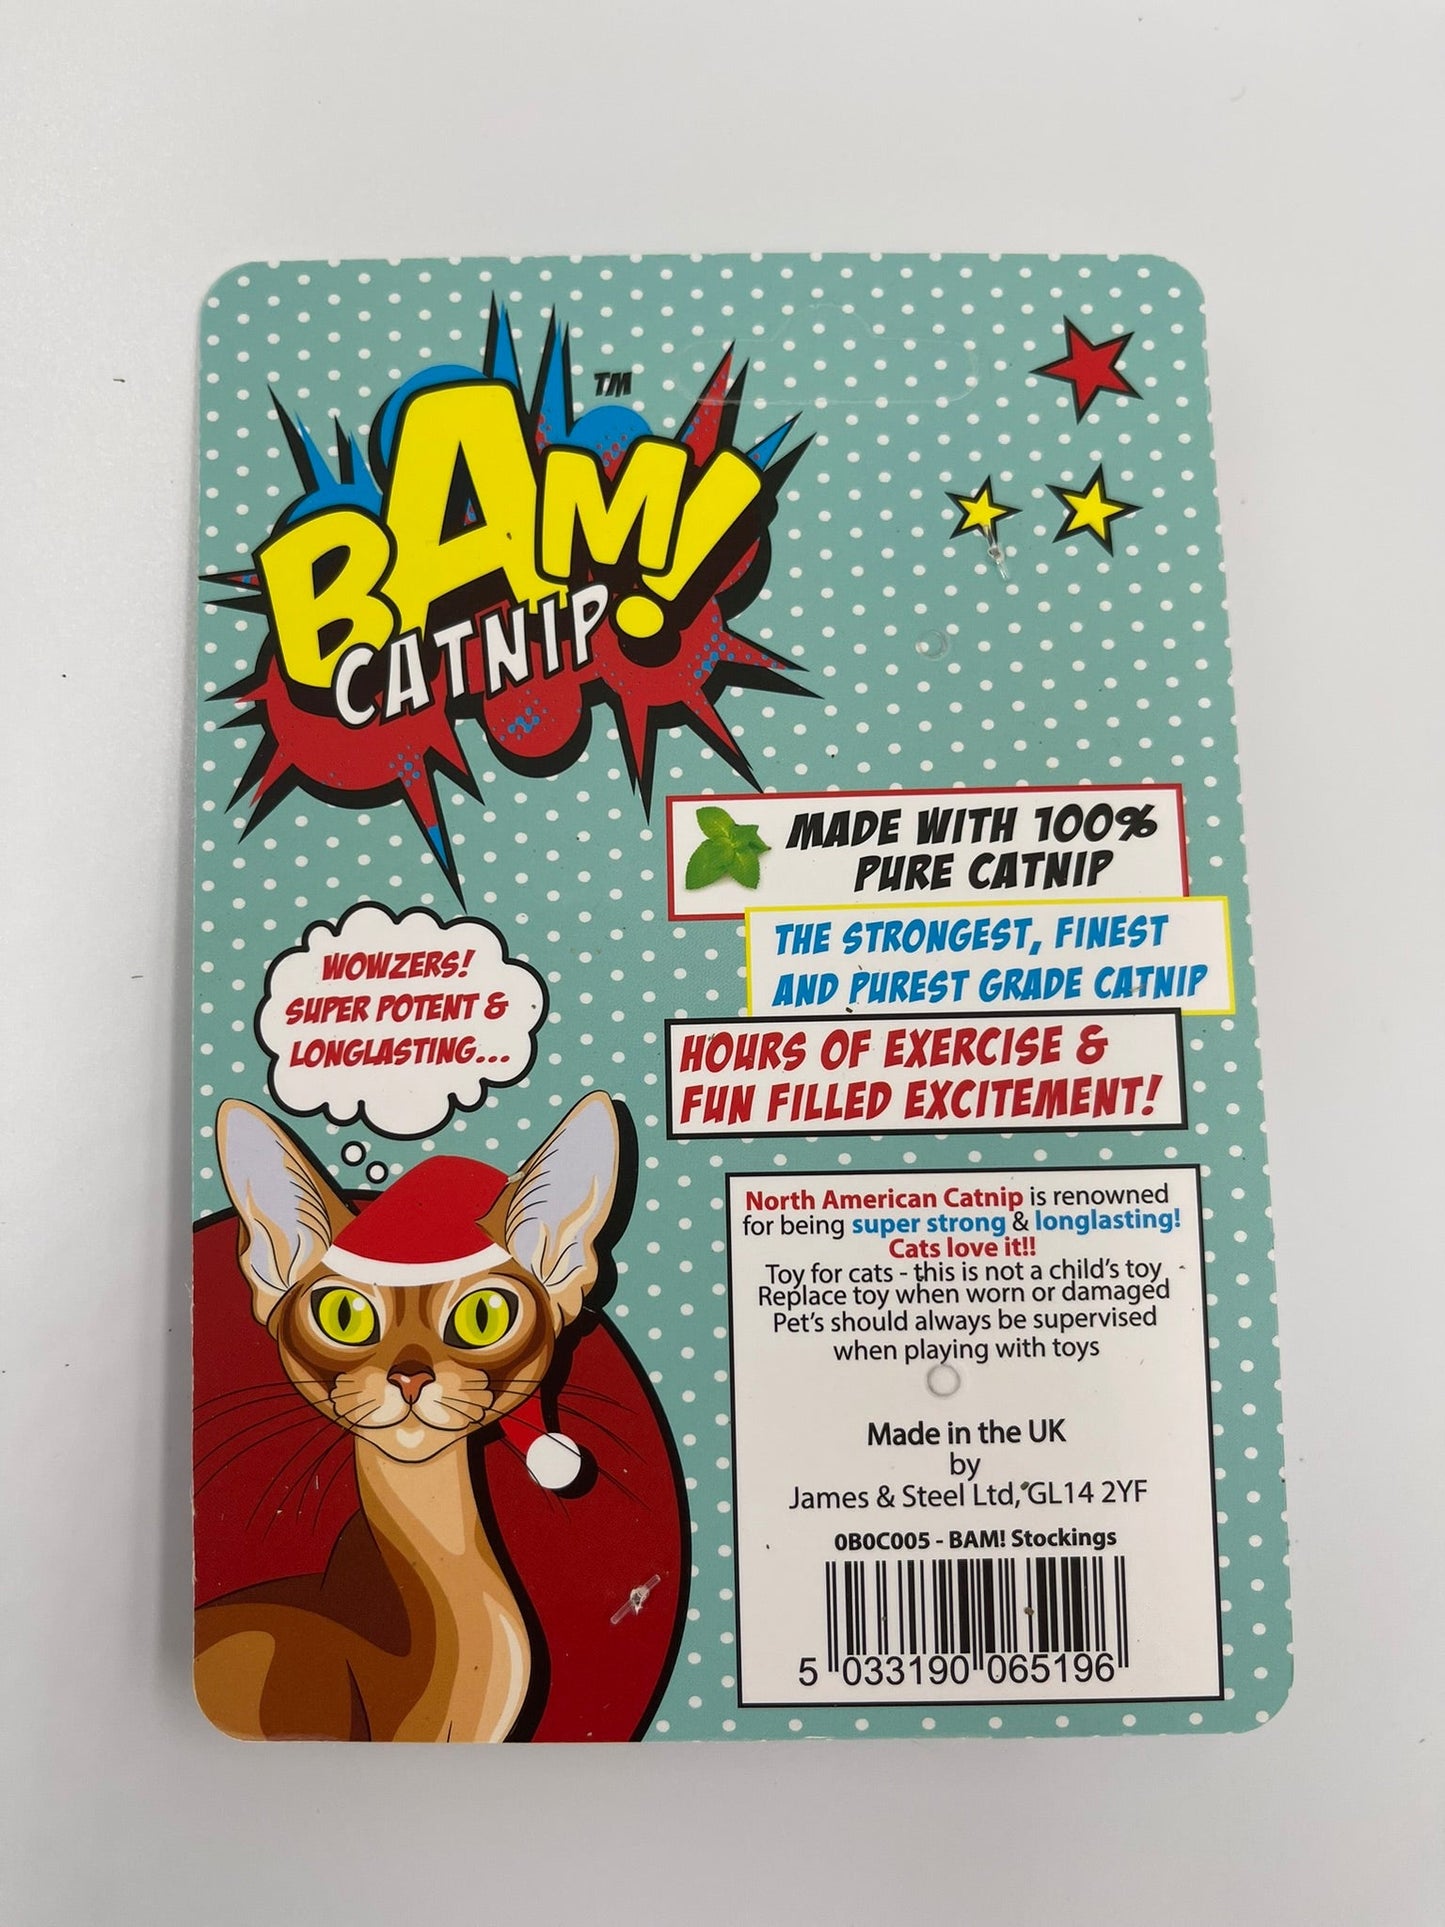 BAM!™
CATNIP
MADE WITH 100%
PURE CATNIP
THE STRONGEST, FINEST
AND PUREST GRADE CATNIP
HOURS OF EXERCISE &
FUN FILLED EXCITEMENT!
WOWZERS!
SUPER POTENT &
LONGLASTING...
North American Catnip is renowned
for being super strong & longlasting!
Cats love it!!
Toy for cats - this is not a child's toy
Replace toy when worn or damaged
Pet's should always be supervised
when playing with toys
Made in the UK
by
James & Steel Ltd, GL14 2YF
0B0C005 - BAM! Stockings
5 033190 065196